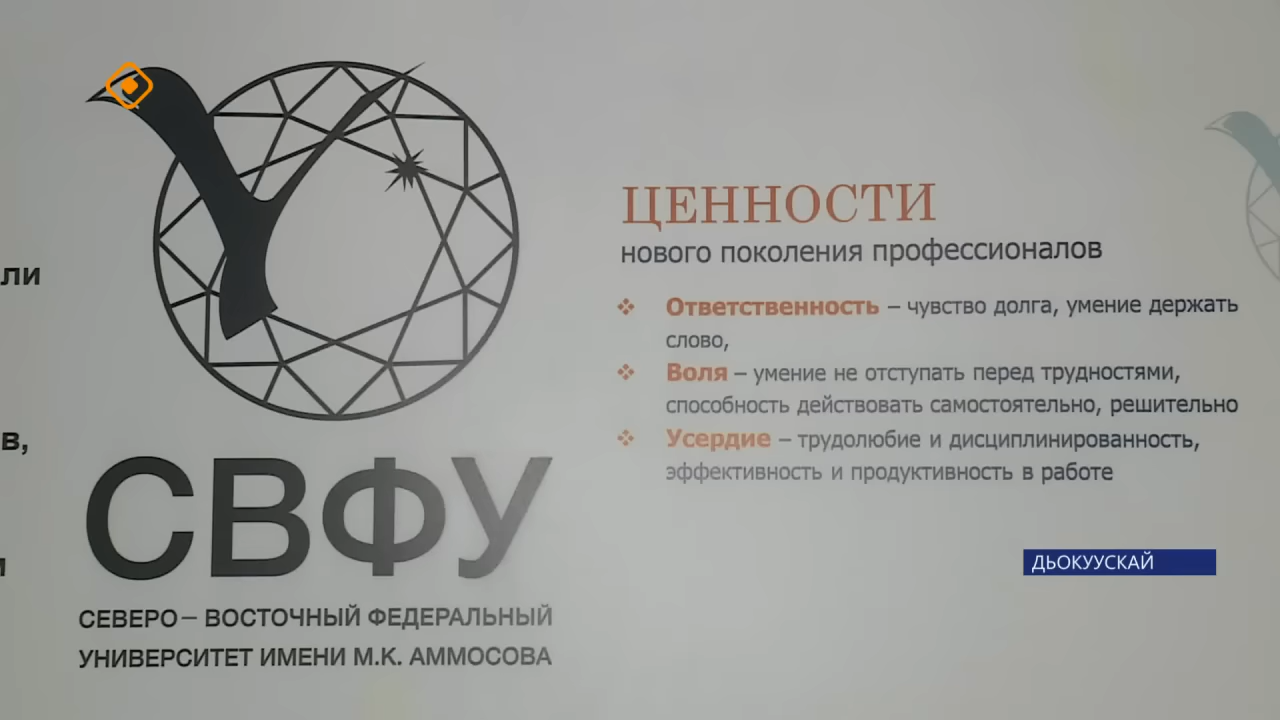 ли
в,
СВФУ
СЕВЕРО – ВОСТОЧНЫЙ ФЕДЕРАЛЬНЫЙ
УНИВЕРСИТЕТ ИМЕНИ М.К. АММОСОВА
ЦЕННОСТИ
нового поколения профессионалов
❖ Ответственность – чувство долга, умение держать
слово,
❖ Воля – умение не отступать перед трудностями,
способность действовать самостоятельно, решительно
❖ Усердие – трудолюбие и дисциплинированность,
эффективность и продуктивность в работе
ДЬОКУУСКАЙ